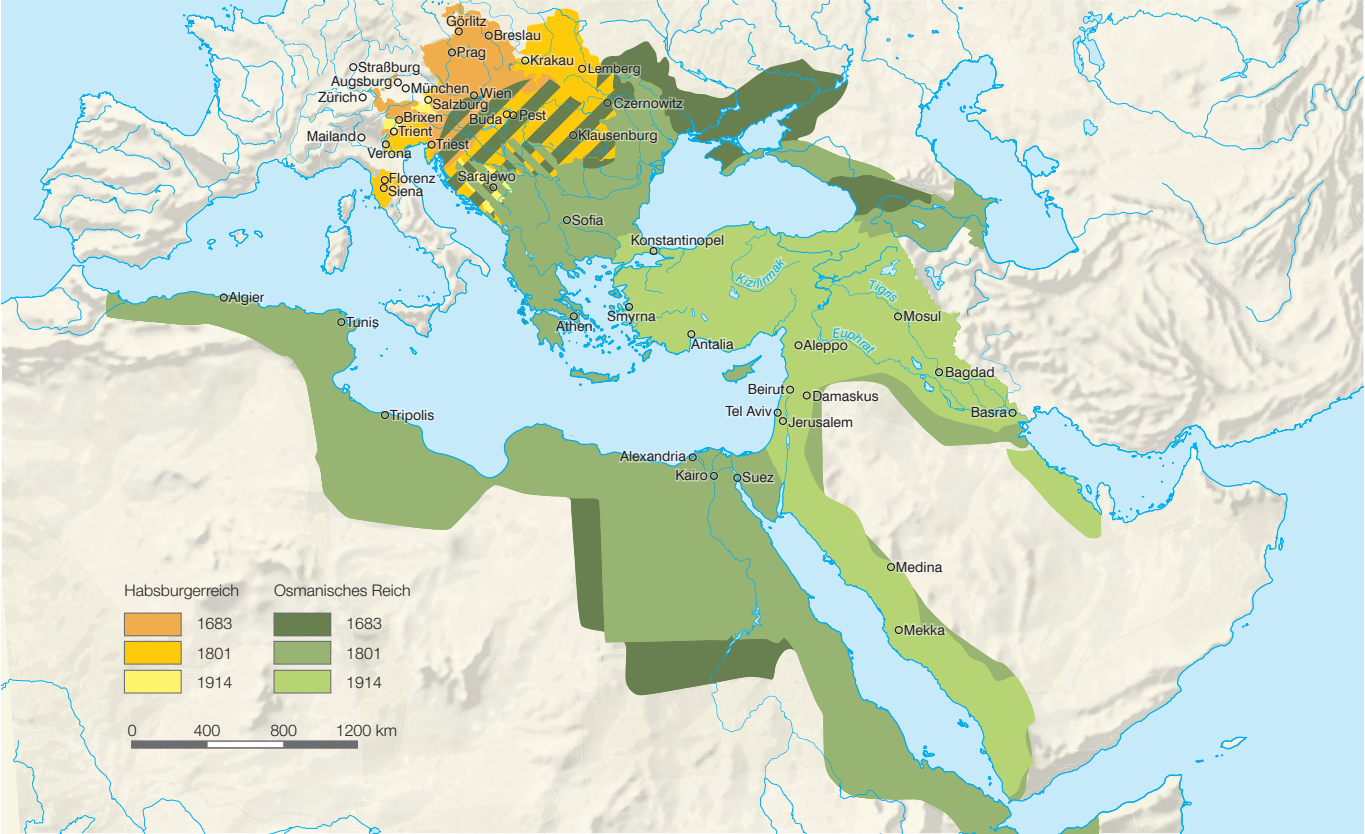 Görlitz
Breslau
Prag
Krakau
Lemberg
Straßburg
Augsburg
München
Wien
Zürich
Salzburg
Czernowitz
Brixen
Buda
Pest
Trient
Klausenburg
Mailand
Triest
Verona
Sarajewo
Florenz
Siena
Sofia
Konstantinopel
Kizilirmak
Tigris
Algier
Smyrna
Mosul
Tunis
Athen
Euphrat
Antalia
Aleppo
Bagdad
Beirut
Damaskus
Tel Aviv
Basra
Tripolis
Jerusalem
Alexandria
Kairo
Suez
Medina
Mekka
Habsburgerreich
Osmanisches Reich
1683
1683
1801
1801
1914
1914
0 400 800 1200 km